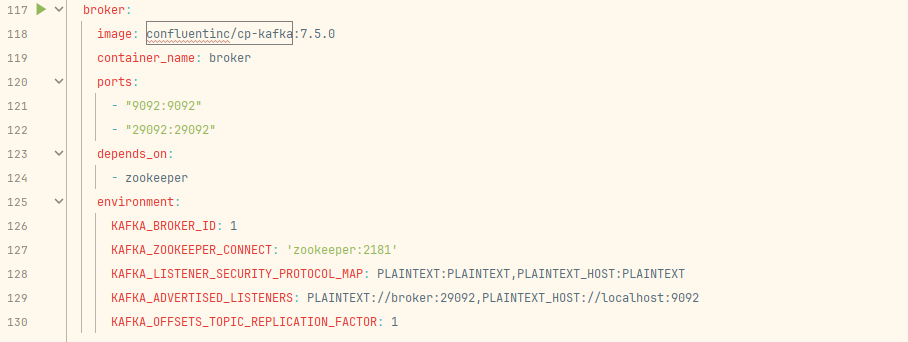 117 broker:
118 image: confluentinc/cp-kafka:7.5.0
119 container_name: broker
120 ports:
121 - "9092:9092"
122 - "29092:29092"
123 depends_on:
124 - zookeeper
125 environment:
126 KAFKA_BROKER_ID: 1
127 KAFKA_ZOOKEEPER_CONNECT: 'zookeeper:2181'
128 KAFKA_LISTENER_SECURITY_PROTOCOL_MAP: PLAINTEXT:PLAINTEXT,PLAINTEXT_HOST:PLAINTEXT
129 KAFKA_ADVERTISED_LISTENERS: PLAINTEXT://broker:29092,PLAINTEXT_HOST://localhost:9092
130 KAFKA_OFFSETS_TOPIC_REPLICATION_FACTOR: 1